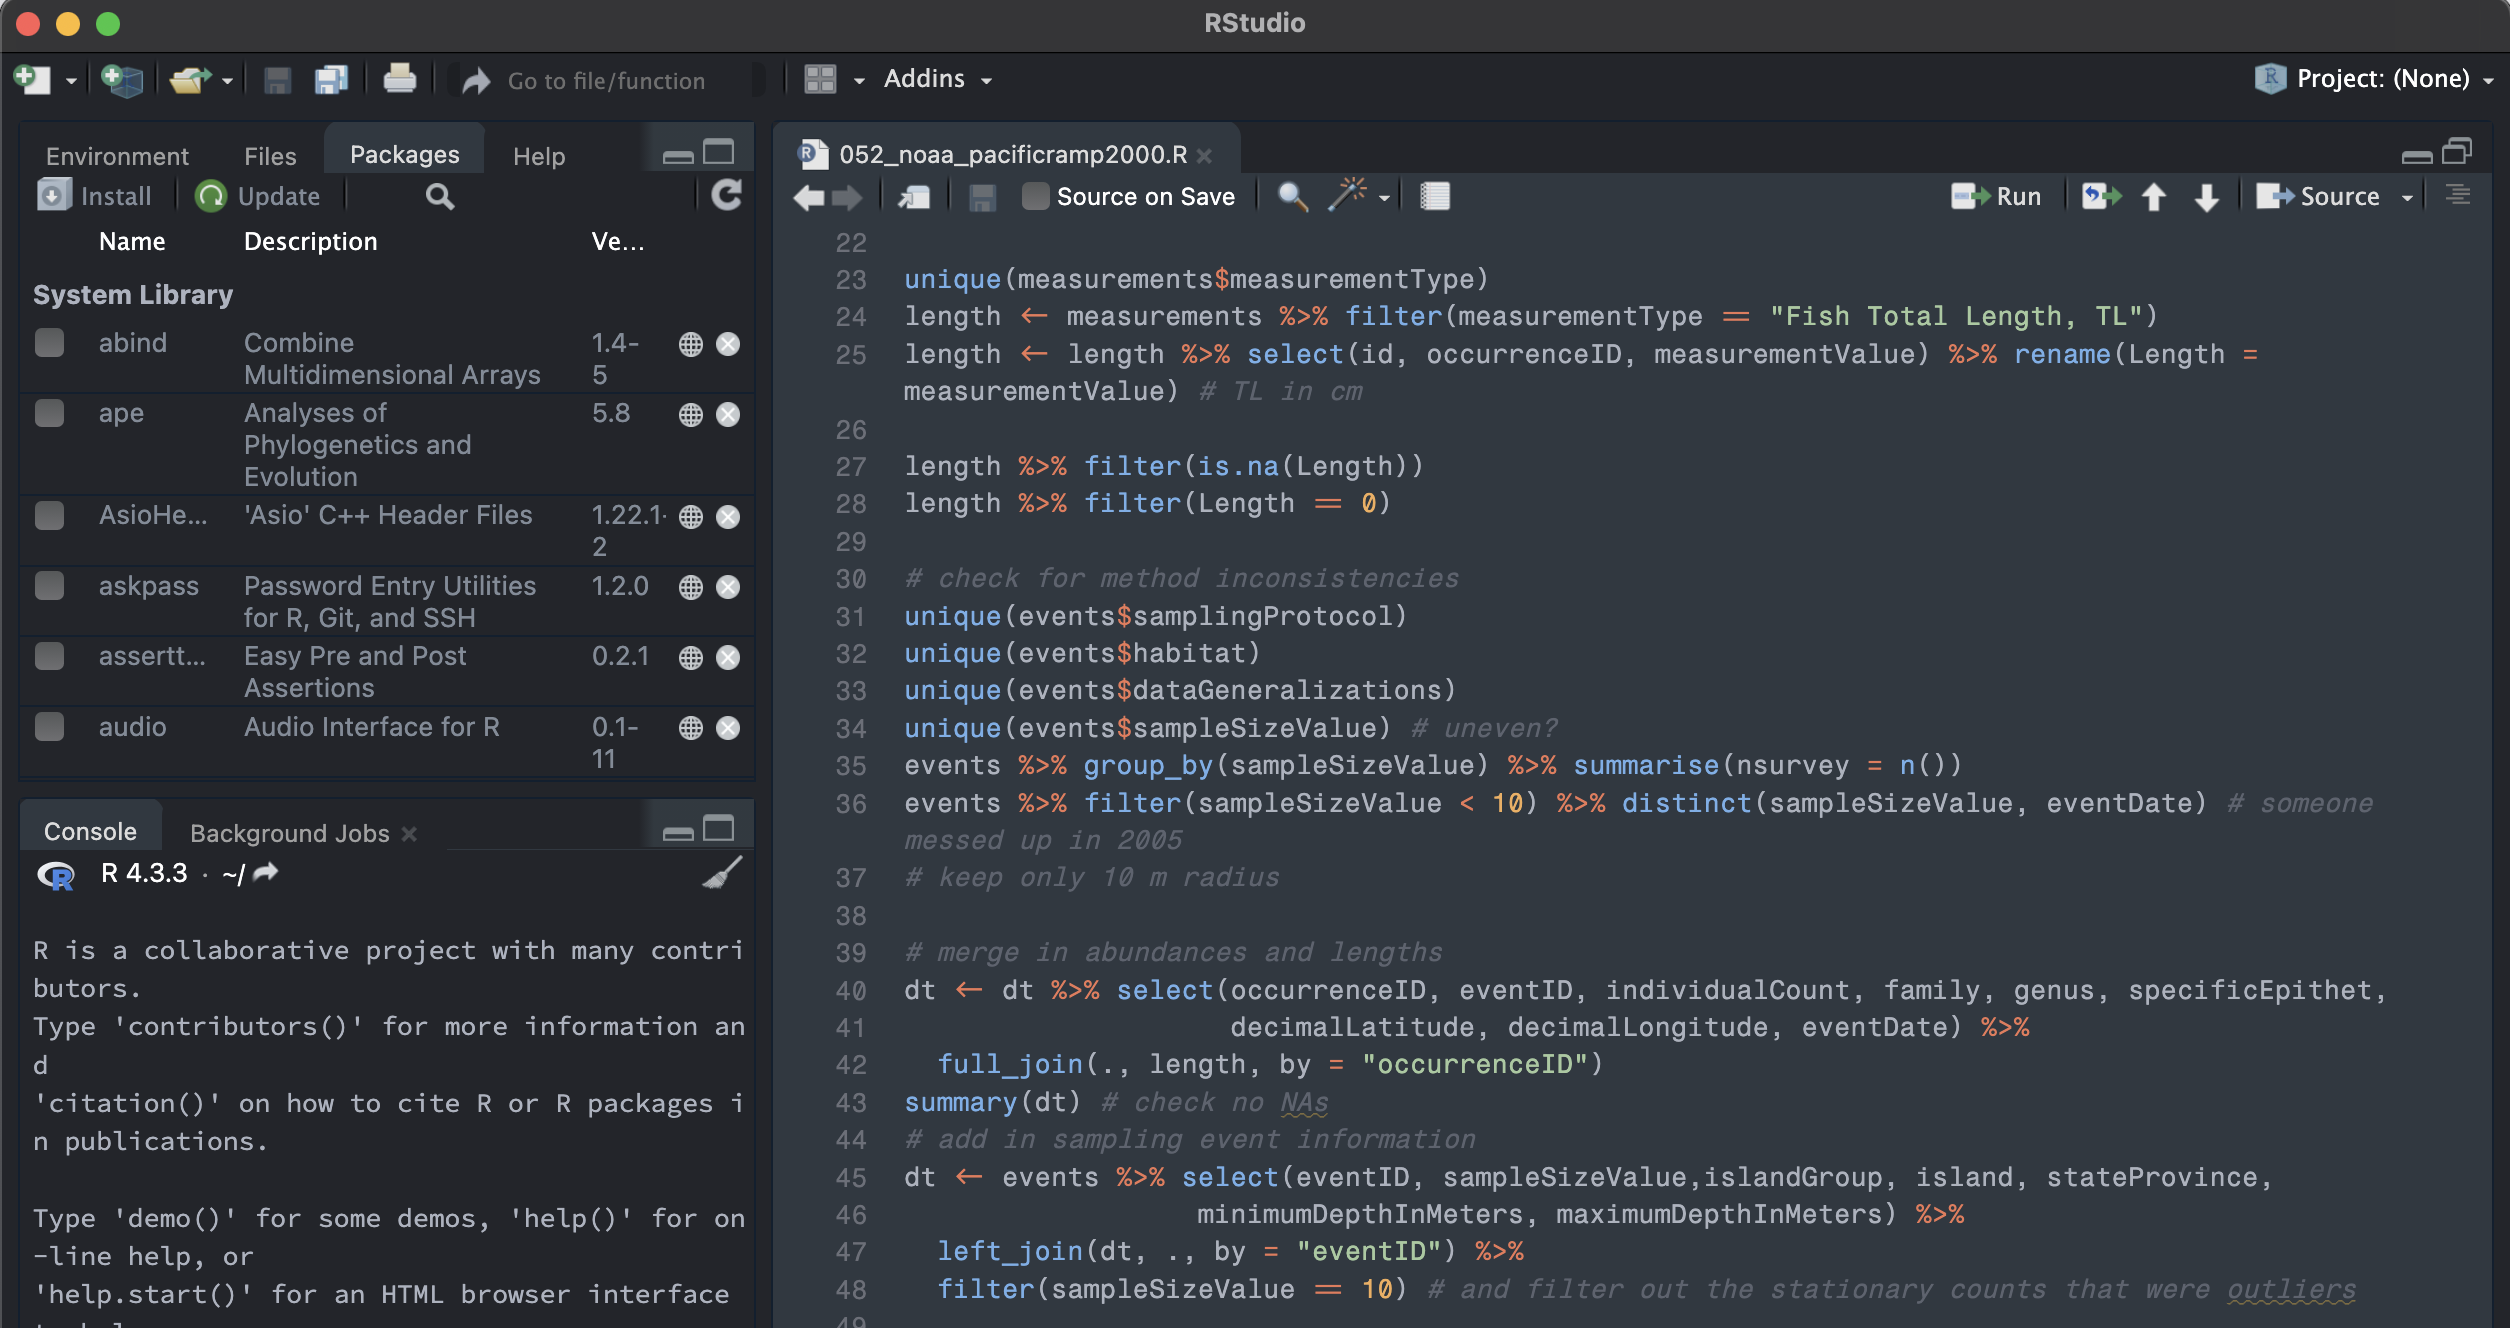 RStudio
Go to file/function
Addins
Project: (None)
Environment Files Packages Help
Install Update
Name Description Ve...
System Library
abind Combine Multidimensional Arrays 1.4-5
ape Analyses of Phylogenetics and Evolution 5.8
AsioHe... 'Asio' C++ Header Files 1.22.1-2
askpass Password Entry Utilities for R, Git, and SSH 1.2.0
assertt... Easy Pre and Post Assertions 0.2.1
audio Audio Interface for R 0.1-11
Console Background Jobs
R 4.3.3 · ~/
R is a collaborative project with many contri
butors.
Type 'contributors()' for more information an
d
'citation()' on how to cite R or R packages i
n publications.
Type 'demo()' for some demos, 'help()' for on
-line help, or
'help.start()' for an HTML browser interface
052_noaa_pacificramp2000.R
Source on Save Run Source
22
23 unique(measurements$measurementType)
24 length <- measurements %>% filter(measurementType == "Fish Total Length, TL")
25 length <- length %>% select(id, occurrenceID, measurementValue) %>% rename(Length =
measurementValue) # TL in cm
26
27 length %>% filter(is.na(Length))
28 length %>% filter(Length == 0)
29
30 # check for method inconsistencies
31 unique(events$samplingProtocol)
32 unique(events$habitat)
33 unique(events$dataGeneralizations)
34 unique(events$sampleSizeValue) # uneven?
35 events %>% group_by(sampleSizeValue) %>% summarise(nsurvey = n())
36 events %>% filter(sampleSizeValue < 10) %>% distinct(sampleSizeValue, eventDate) # someone
messed up in 2005
37 # keep only 10 m radius
38
39 # merge in abundances and lengths
40 dt <- dt %>% select(occurrenceID, eventID, individualCount, family, genus, specificEpithet,
41 decimalLatitude, decimalLongitude, eventDate) %>%
42 full_join(., length, by = "occurrenceID")
43 summary(dt) # check no NAs
44 # add in sampling event information
45 dt <- events %>% select(eventID, sampleSizeValue,islandGroup, island, stateProvince,
46 minimumDepthInMeters, maximumDepthInMeters) %>%
47 left_join(dt, ., by = "eventID") %>%
48 filter(sampleSizeValue == 10) # and filter out the stationary counts that were outliers
49